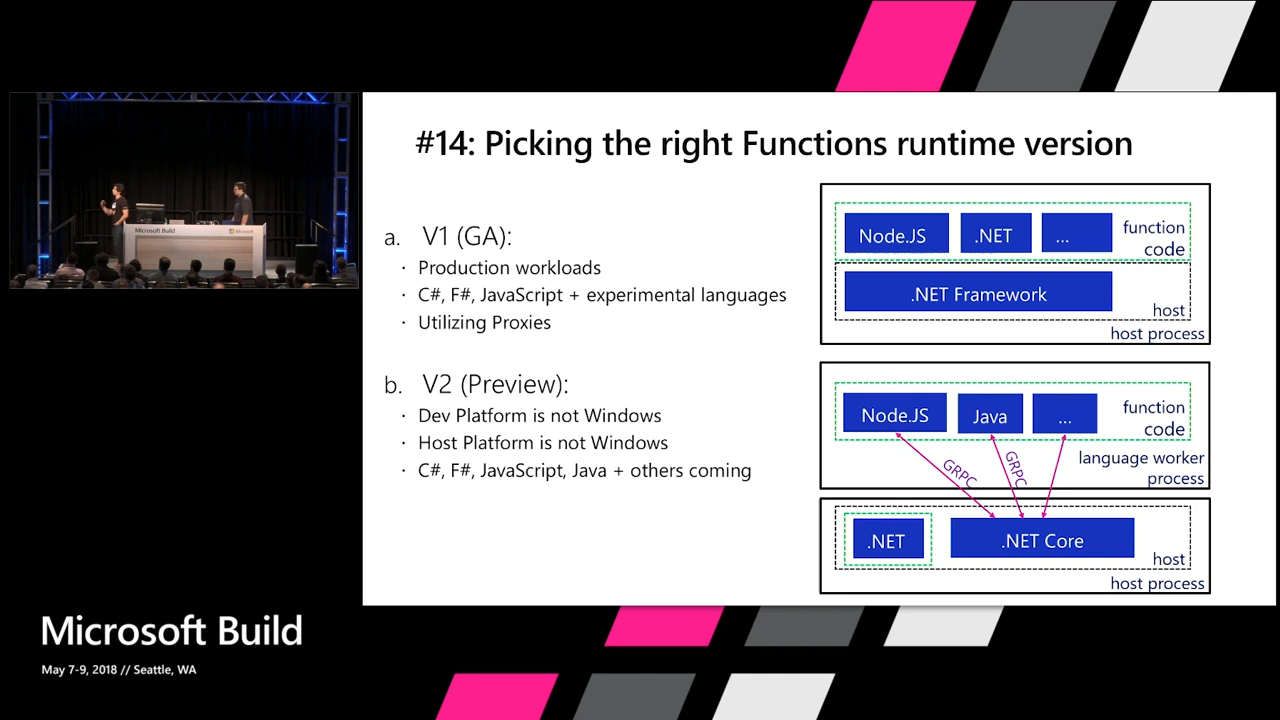 #14: Picking the right Functions runtime version
a. V1 (GA):
· Production workloads
· C#, F#, JavaScript + experimental languages
· Utilizing Proxies
b. V2 (Preview):
· Dev Platform is not Windows
· Host Platform is not Windows
· C#, F#, JavaScript, Java + others coming
Node.JS .NET ...
function
code
.NET Framework
host
host process
Node.JS Java ...
function
code
language worker
process
GRPC GRPC
.NET .NET Core
host
host process
Microsoft Build
Microsoft
Microsoft Build
May 7-9, 2018 // Seattle, WA